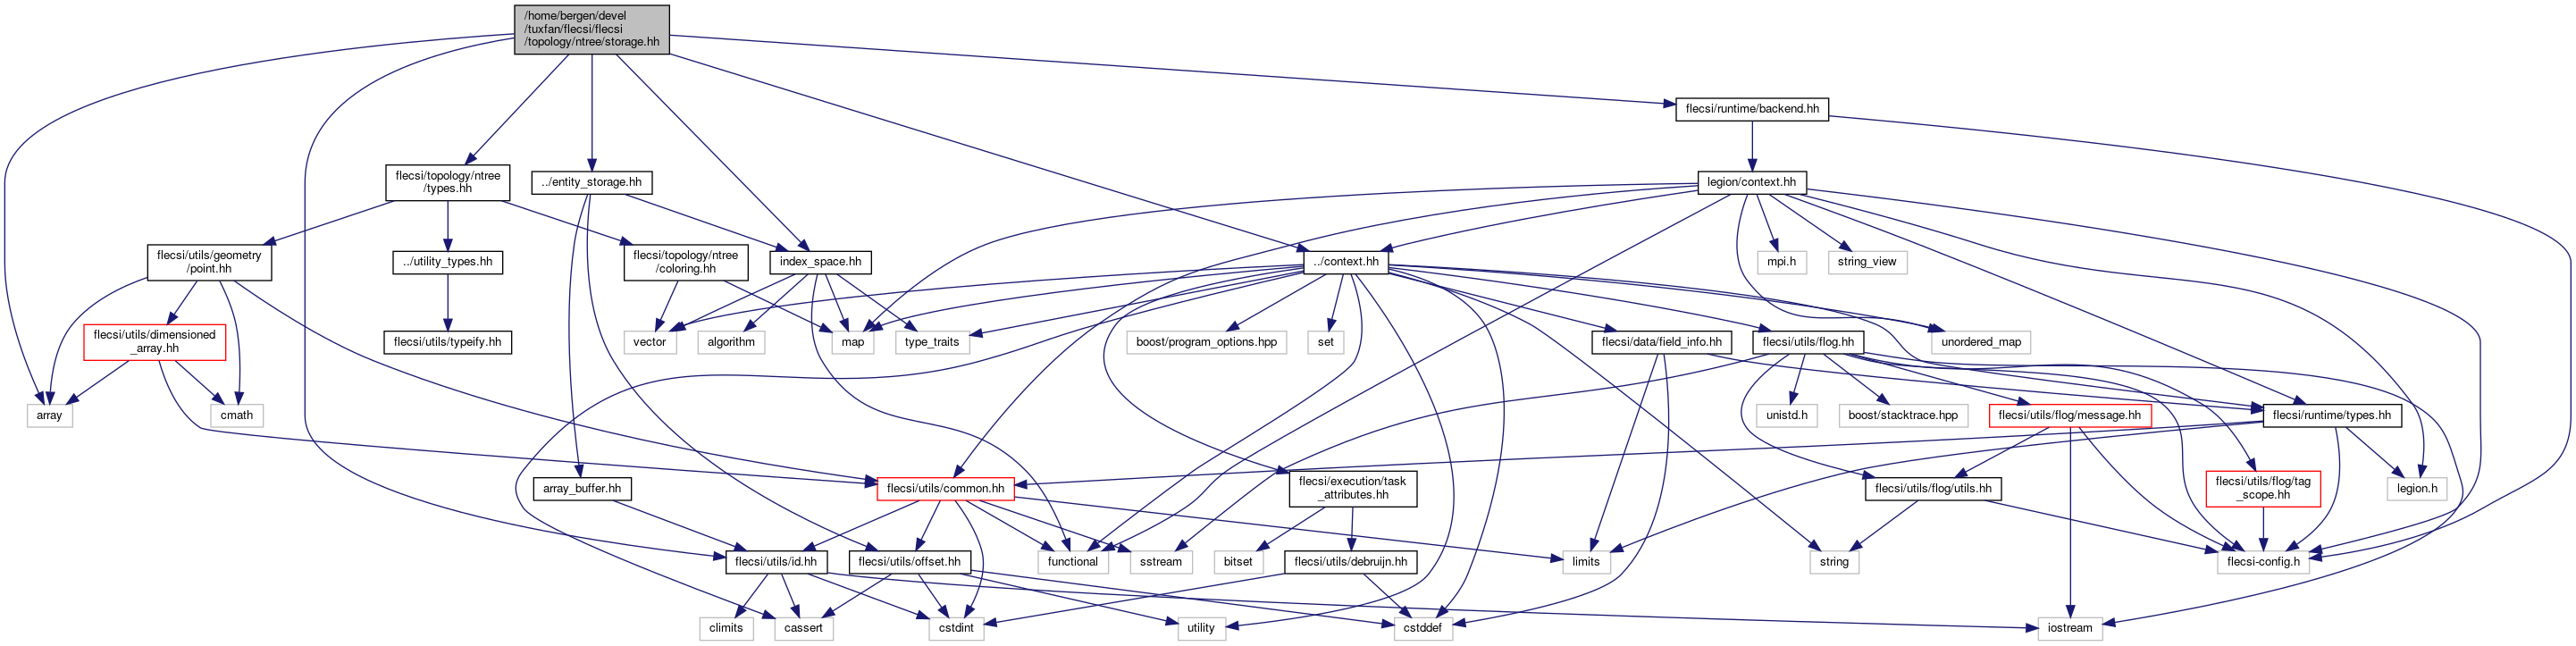 /home/bergen/devel
/tuxfan/flecsi/flecsi
/topology/ntree/storage.hh
flecsi/runtime/backend.hh
flecsi/topology/ntree
/types.hh
../entity_storage.hh
legion/context.hh
flecsi/utils/geometry
/point.hh
../utility_types.hh
flecsi/topology/ntree
/coloring.hh
index_space.hh
../context.hh
mpi.h
string_view
flecsi/utils/dimensioned
_array.hh
flecsi/utils/typeify.hh
vector
algorithm
map
type_traits
boost/program_options.hpp
set
flecsi/data/field_info.hh
flecsi/utils/flog.hh
unordered_map
array
cmath
unistd.h
boost/stacktrace.hpp
flecsi/utils/flog/message.hh
flecsi/runtime/types.hh
array_buffer.hh
flecsi/utils/common.hh
flecsi/execution/task
_attributes.hh
flecsi/utils/flog/utils.hh
flecsi/utils/flog/tag
_scope.hh
legion.h
flecsi/utils/id.hh
flecsi/utils/offset.hh
functional
sstream
bitset
flecsi/utils/debruijn.hh
limits
string
flecsi-config.h
climits
cassert
cstdint
utility
cstddef
iostream